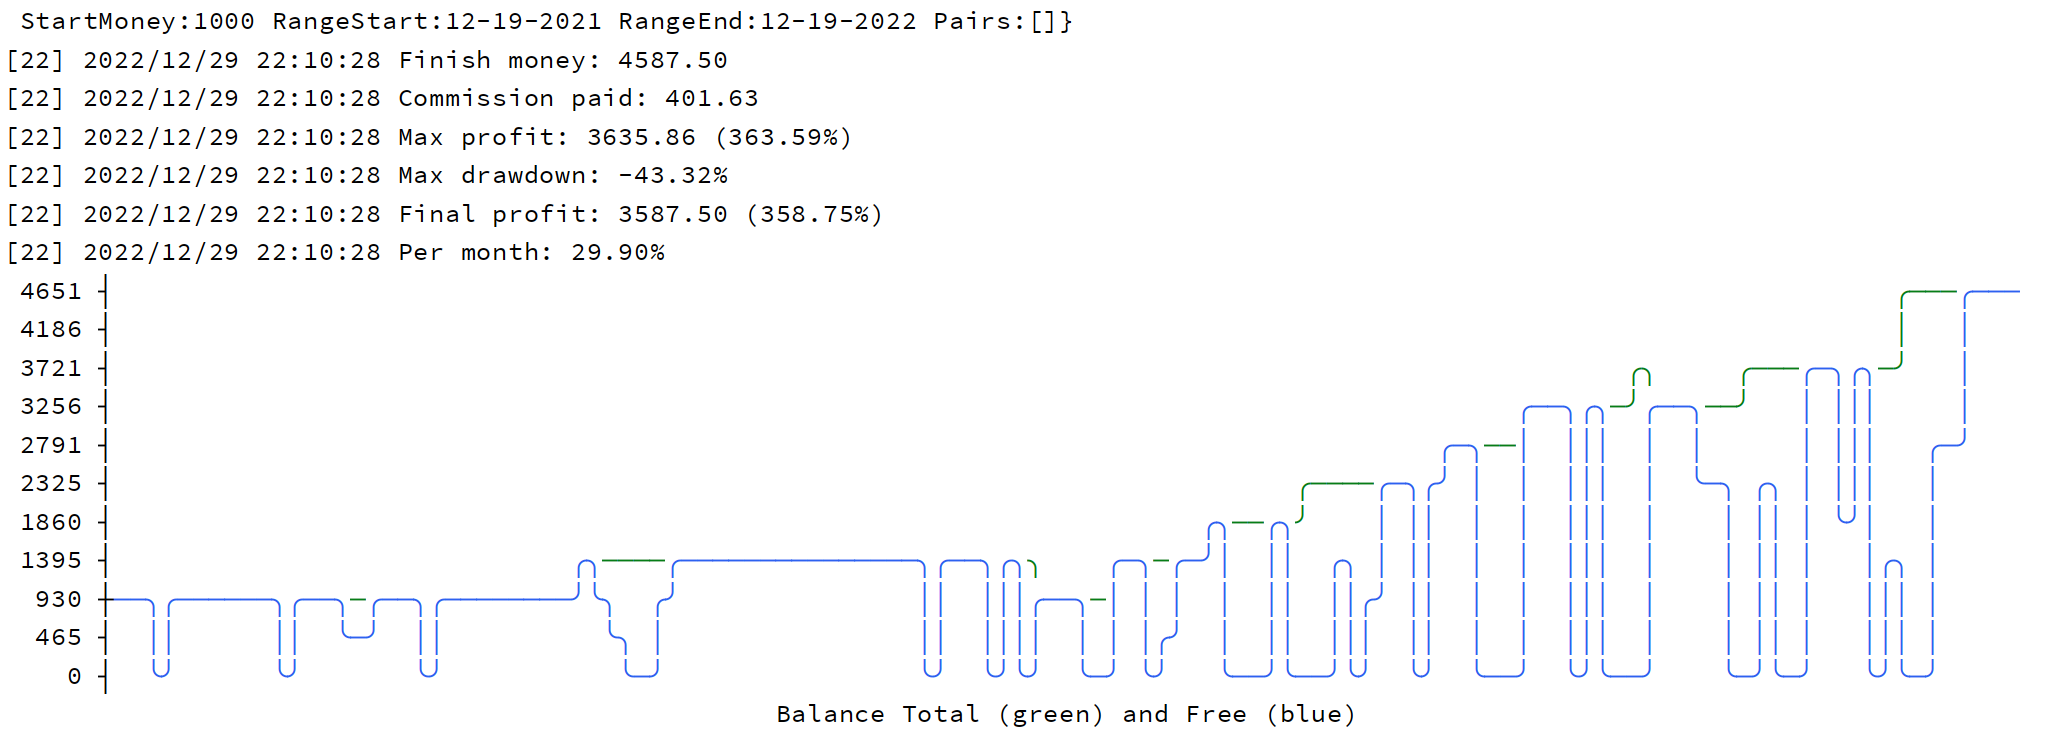 StartMoney:1000 RangeStart:12-19-2021 RangeEnd:12-19-2022 Pairs:[]}
[22] 2022/12/29 22:10:28 Finish money: 4587.50
[22] 2022/12/29 22:10:28 Commission paid: 401.63
[22] 2022/12/29 22:10:28 Max profit: 3635.86 (363.59%)
[22] 2022/12/29 22:10:28 Max drawdown: -43.32%
[22] 2022/12/29 22:10:28 Final profit: 3587.50 (358.75%)
[22] 2022/12/29 22:10:28 Per month: 29.90%
4651
4186
3721
3256
2791
2325
1860
1395
930
465
0
Balance Total (green) and Free (blue)